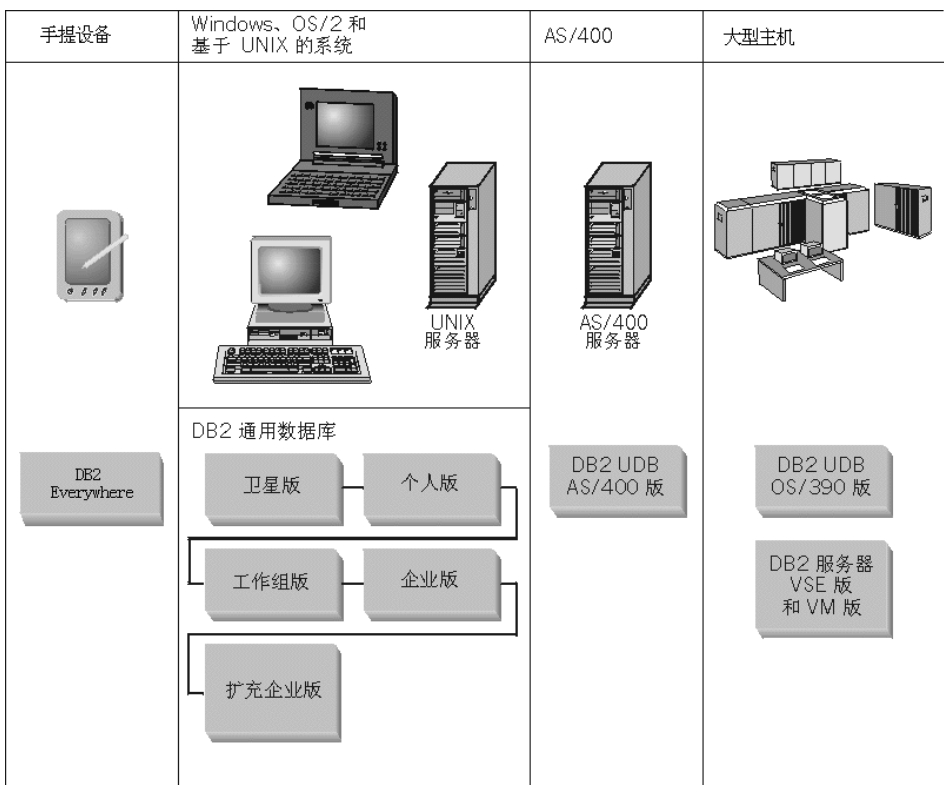 手提设备
Windows、OS/2 和
基于 UNIX 的系统
AS/400
大型主机
UNIX
服务器
AS/400
服务器
DB2
Everywhere
DB2 通用数据库
卫星版
个人版
工作组版
企业版
扩充企业版
DB2 UDB
AS/400 版
DB2 UDB
OS/390 版
DB2 服务器
VSE 版
和 VM 版